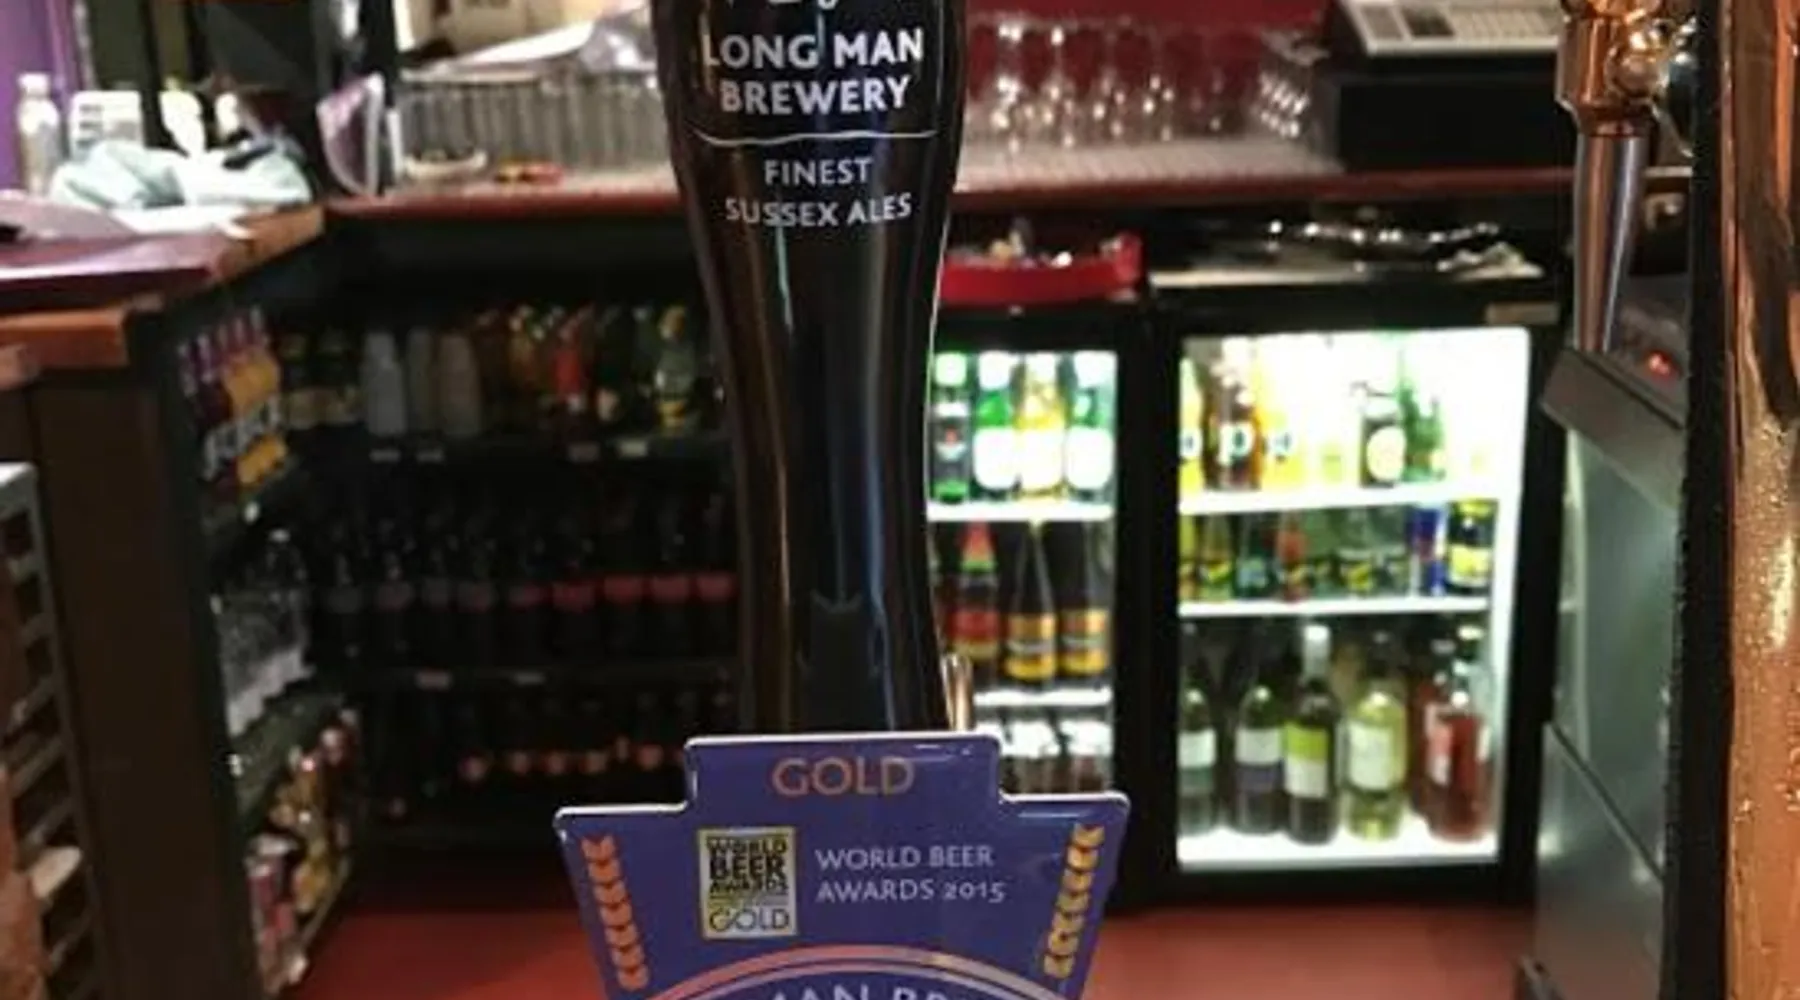 LONG MAN
BREWERY
FINEST
SUSSEX ALES
GOLD
WORLD
BEER
AWARDS
GOLD
WORLD BEER
AWARDS 2015